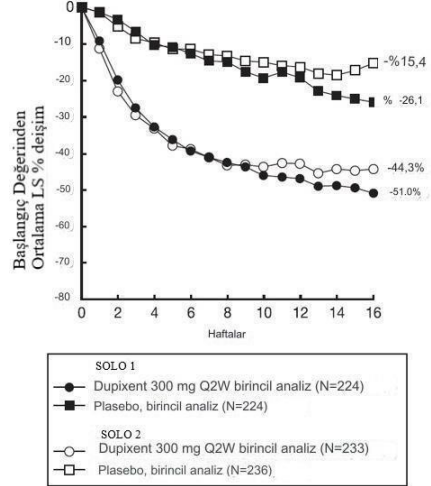 0
-10
-20
-30
-40
-50
-60
-70
-80
Başlangıç Değerinden
Ortalama LS % deişim
-%15,4
% -26,1
-44,3%
-51.0%
0 2 4 6 8 10 12 14 16
Haftalar
SOLO 1
Dupixent 300 mg Q2W birincil analiz (N=224)
Plasebo, birincil analiz (N=224)
SOLO 2
Dupixent 300 mg Q2W birincil analiz (N=233)
Plasebo, birincil analiz (N=236)